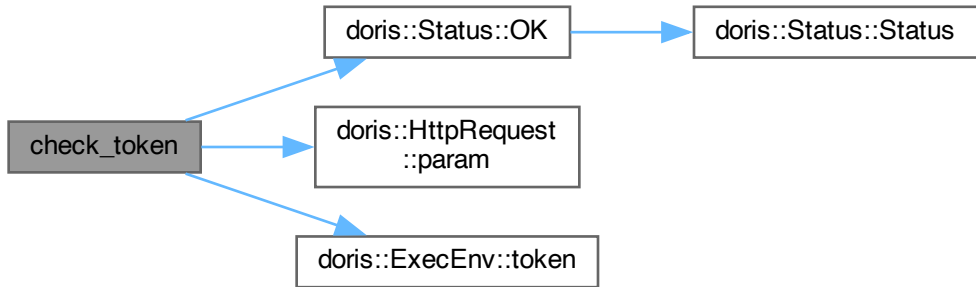 doris::Status::OK
doris::Status::Status
check_token
doris::HttpRequest
::param
doris::ExecEnv::token